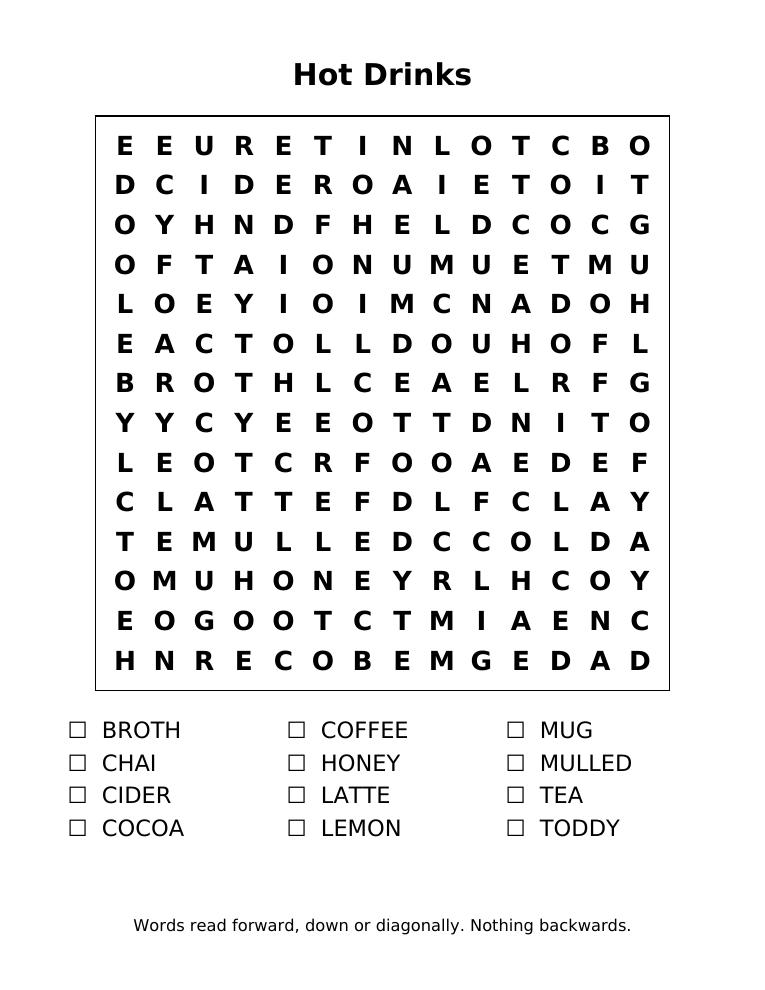 Hot Drinks
E E U R E T I N L O T C B O
D C I D E R O A I E T O I T
O Y H N D F H E L D C O C G
O F T A I O N U M U E T M U
L O E Y I O I M C N A D O H
E A C T O L L D O U H O F L
B R O T H L C E A E L R F G
Y Y C Y E E O T T D N I T O
L E O T C R F O O A E D E F
C L A T T E F D L F C L A Y
T E M U L L E D C C O L D A
O M U H O N E Y R L H C O Y
E O G O O T C T M I A E N C
H N R E C O B E M G E D A D
☐ BROTH ☐ COFFEE ☐ MUG
☐ CHAI ☐ HONEY ☐ MULLED
☐ CIDER ☐ LATTE ☐ TEA
☐ COCOA ☐ LEMON ☐ TODDY
Words read forward, down or diagonally. Nothing backwards.